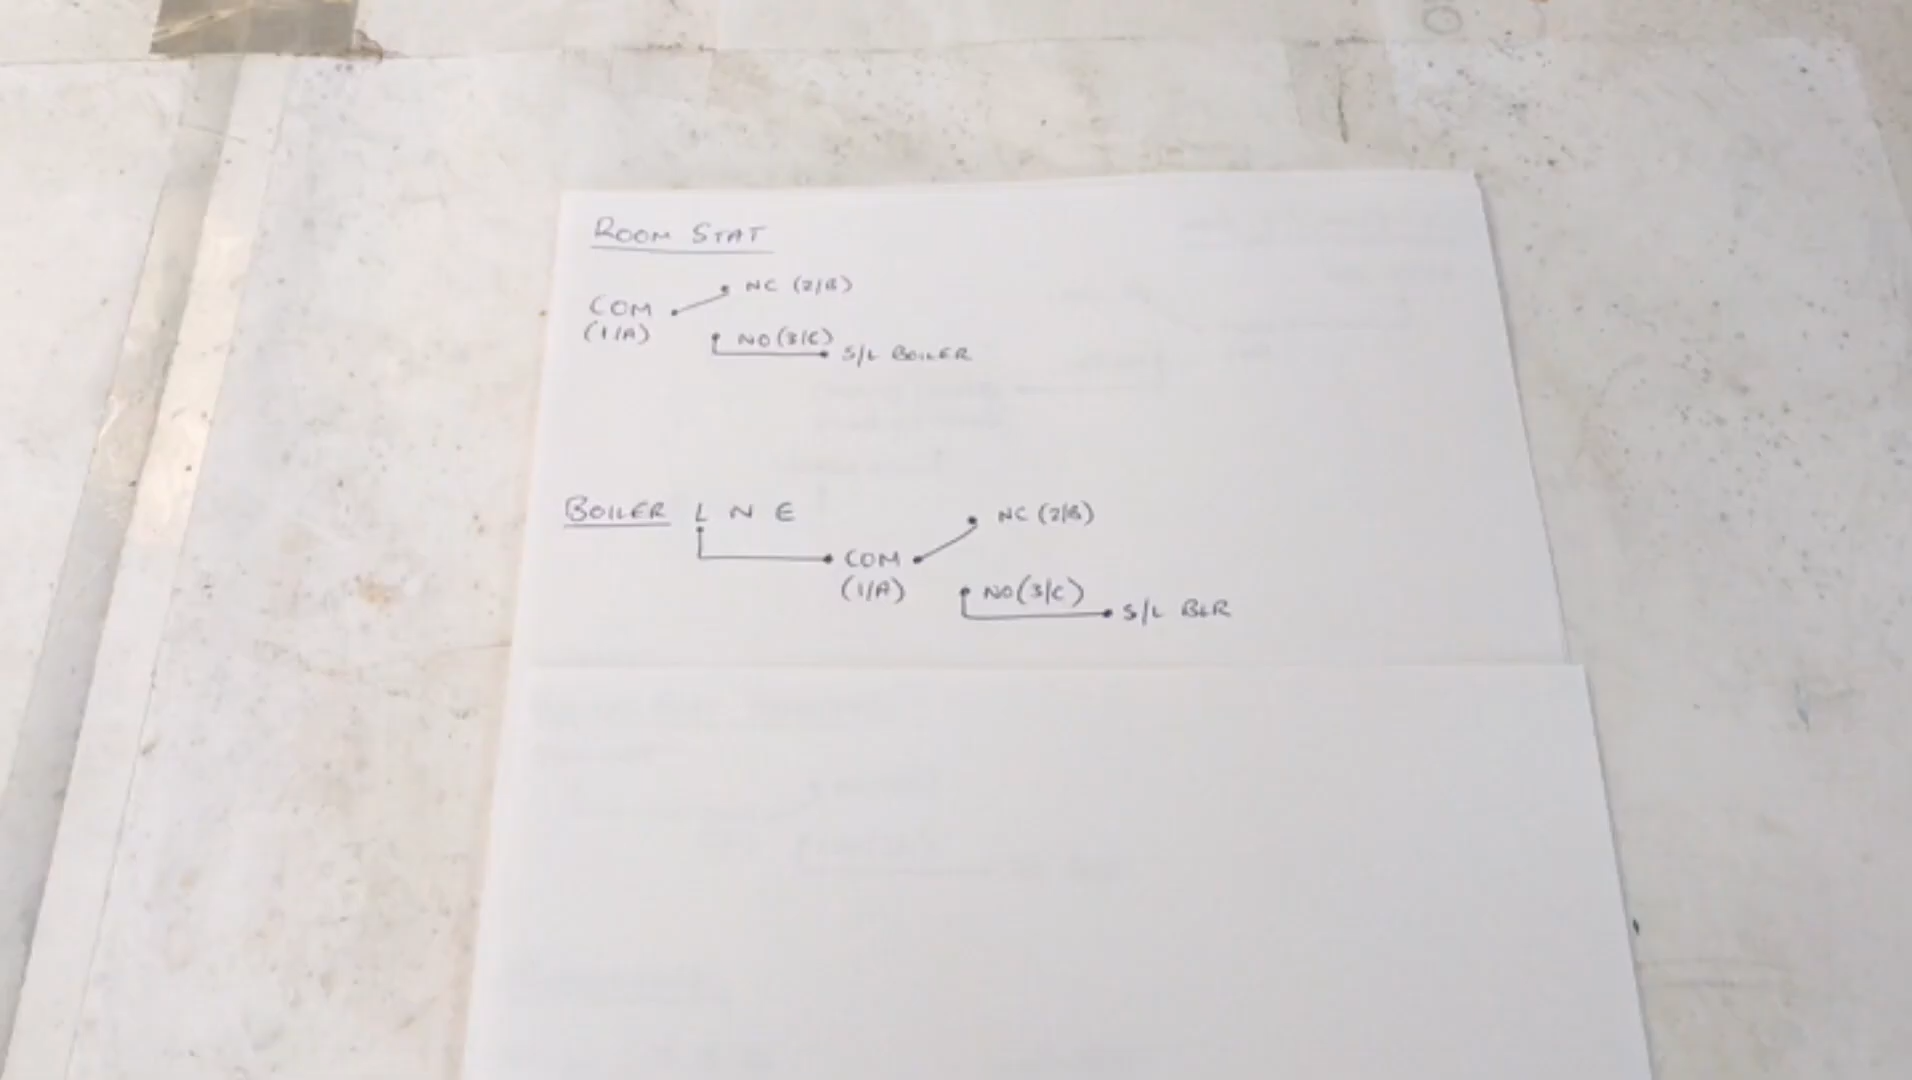 ROOM STAT
NC (2/B)
COM
(1/A)
NO (3/C)
S/L BOILER
BOILER L N E
NC (2/B)
COM
(1/A)
NO (3/C)
S/L BLR